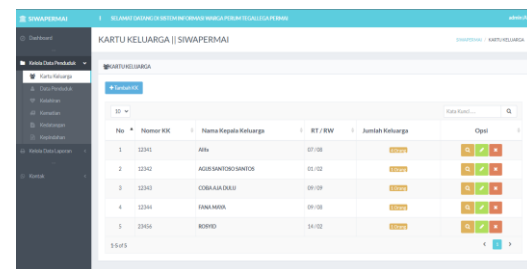 SIWAPERMAI
SELAMAT DATANG DI SISTEM INFORMASI WARGA PERUM TEGALLEGA PERMAI
Dashboard
KARTU KELUARGA || SIWAPERMAI
SIWAPERMAI / KARTU KELUARGA
Kelola Data Penduduk
Kartu Keluarga
Data Penduduk
Kelahiran
Kematian
Kedatangan
Kepindahan
Kelola Data Laporan
Kontak
KARTU KELUARGA
+ Tambah KK
10
Kata Kunci ...
No Nomor KK Nama Kepala Keluarga RT / RW Jumlah Keluarga Opsi
1 12341 07/08
2 12342 AGUS SANTOSO SANTOS 01/02
3 12343 COBA AJA DULU 09/09
4 12344 FANA MAYA 09/08
5 23456 14/02
5-5 of 5
1